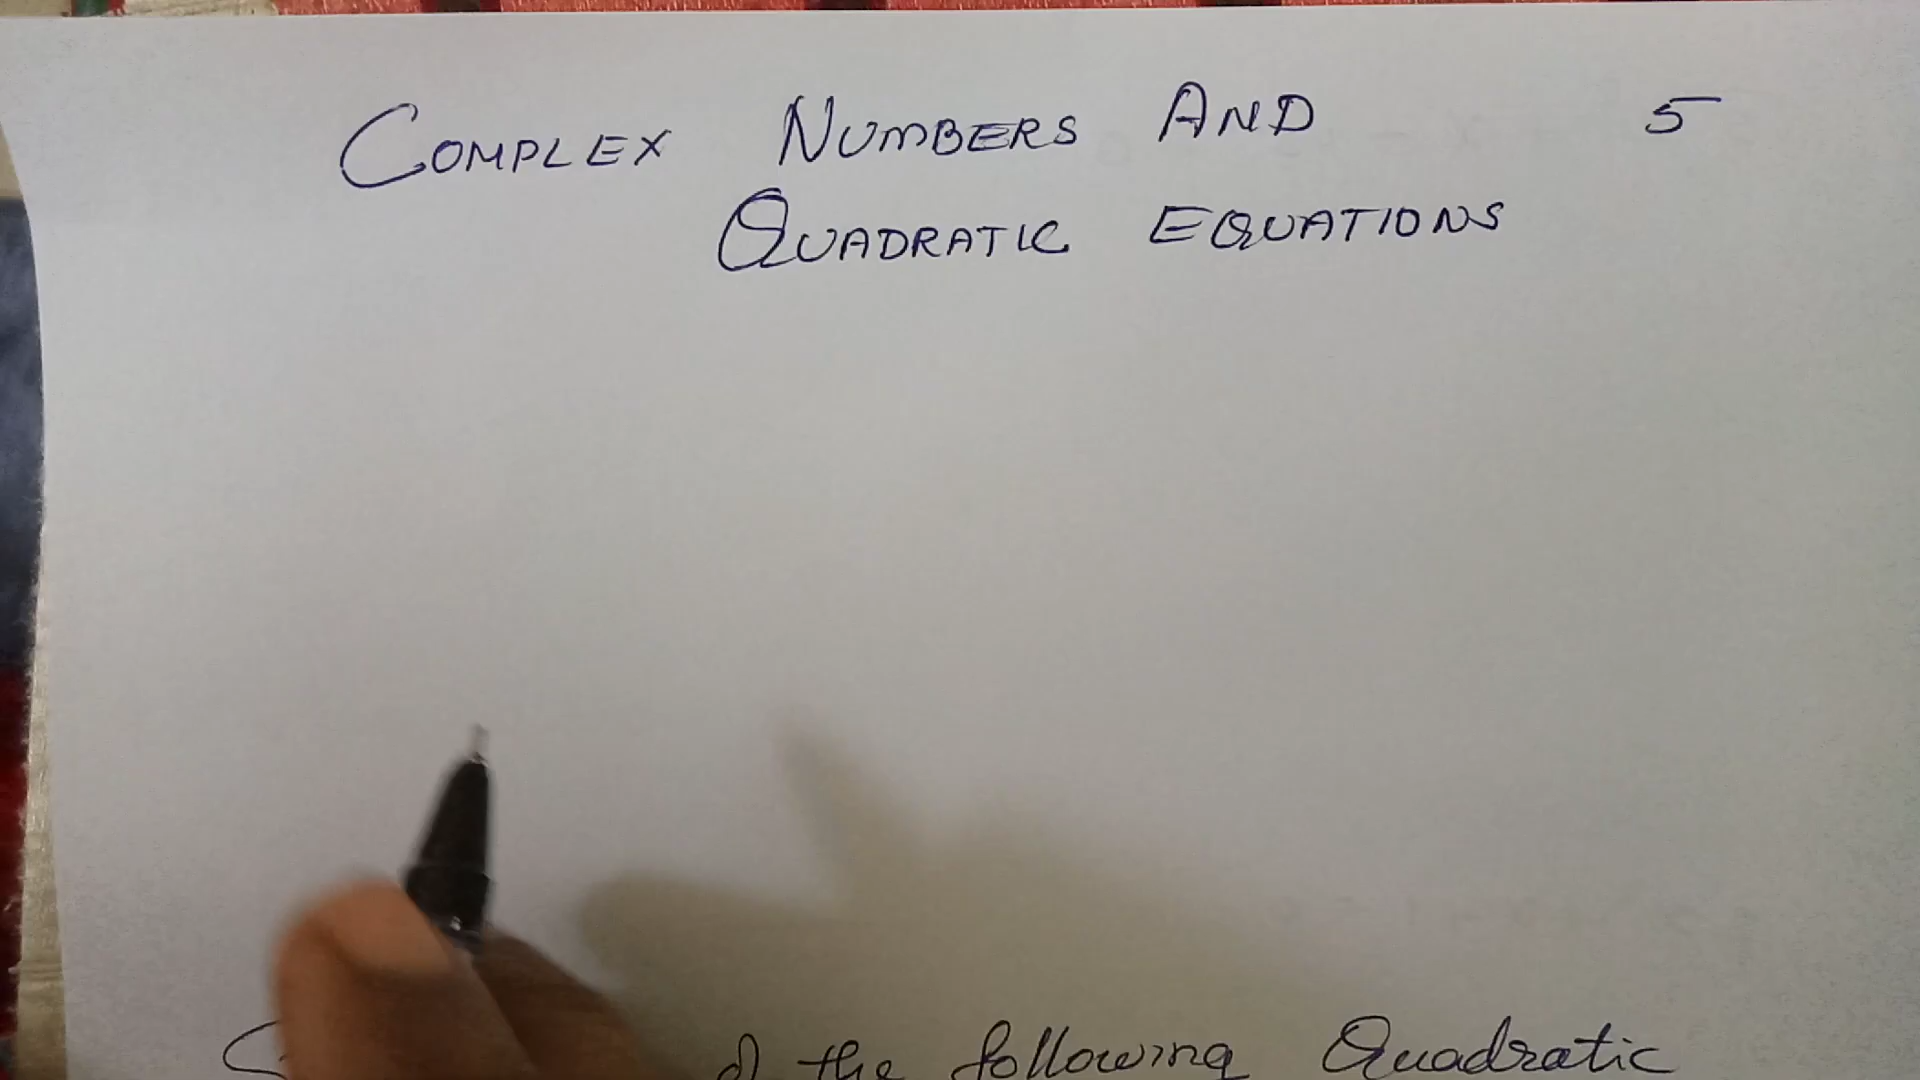 COMPLEX NUMBERS AND 5
QUADRATIC EQUATIONS
the following Quadratic